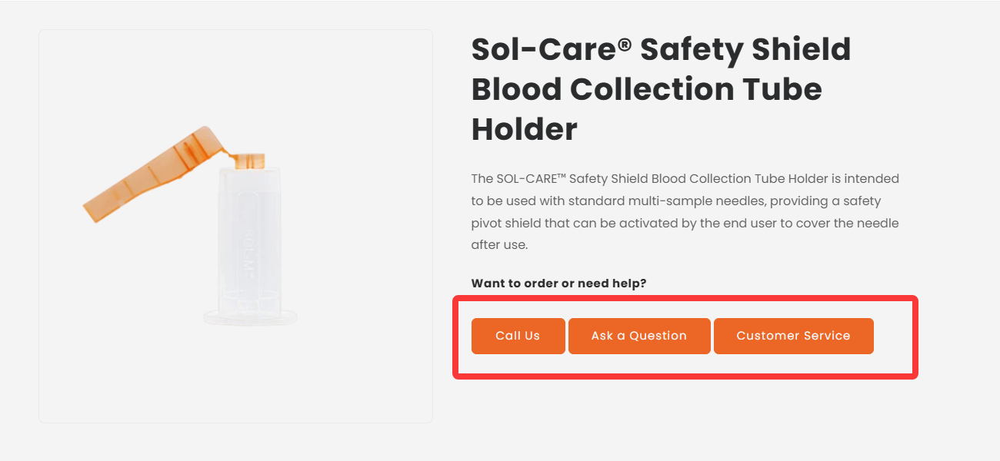 Sol-Care® Safety Shield
Blood Collection Tube
Holder
The SOL-CARE™ Safety Shield Blood Collection Tube Holder is intended
to be used with standard multi-sample needles, providing a safety
pivot shield that can be activated by the end user to cover the needle
after use.
Want to order or need help?
Call Us
Ask a Question
Customer Service